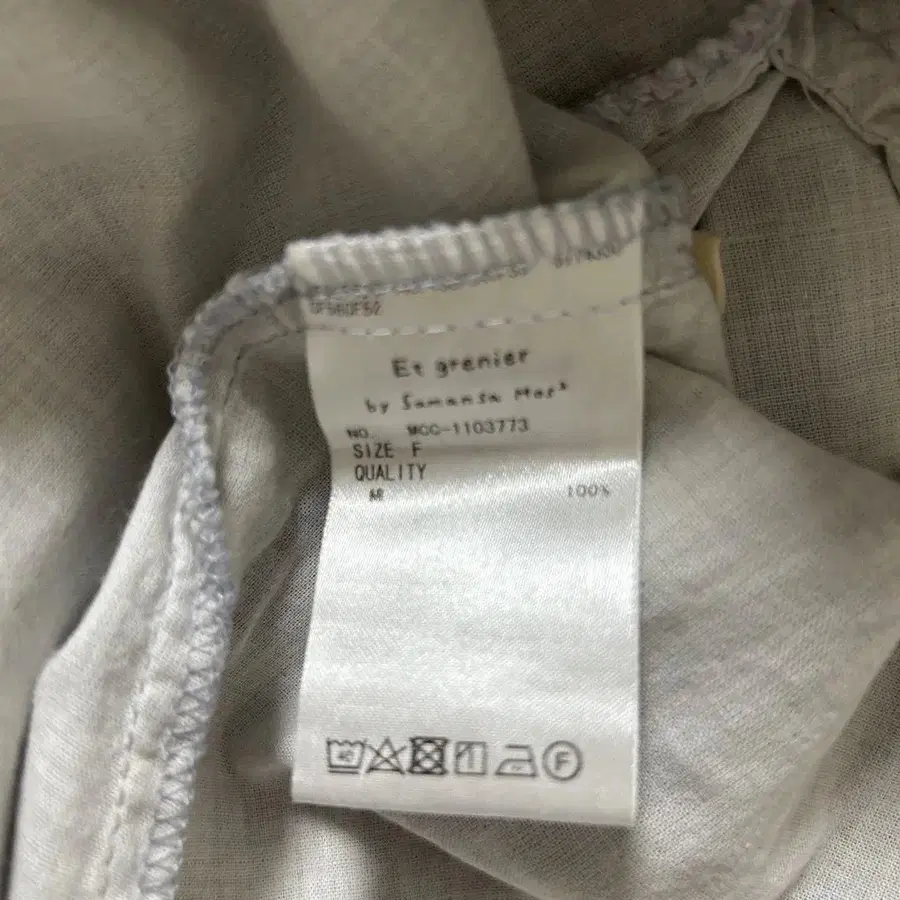 Et grenier
by Samansa Mos²
NO. MCC-1103773
SIZE F
QUALITY
100%
F